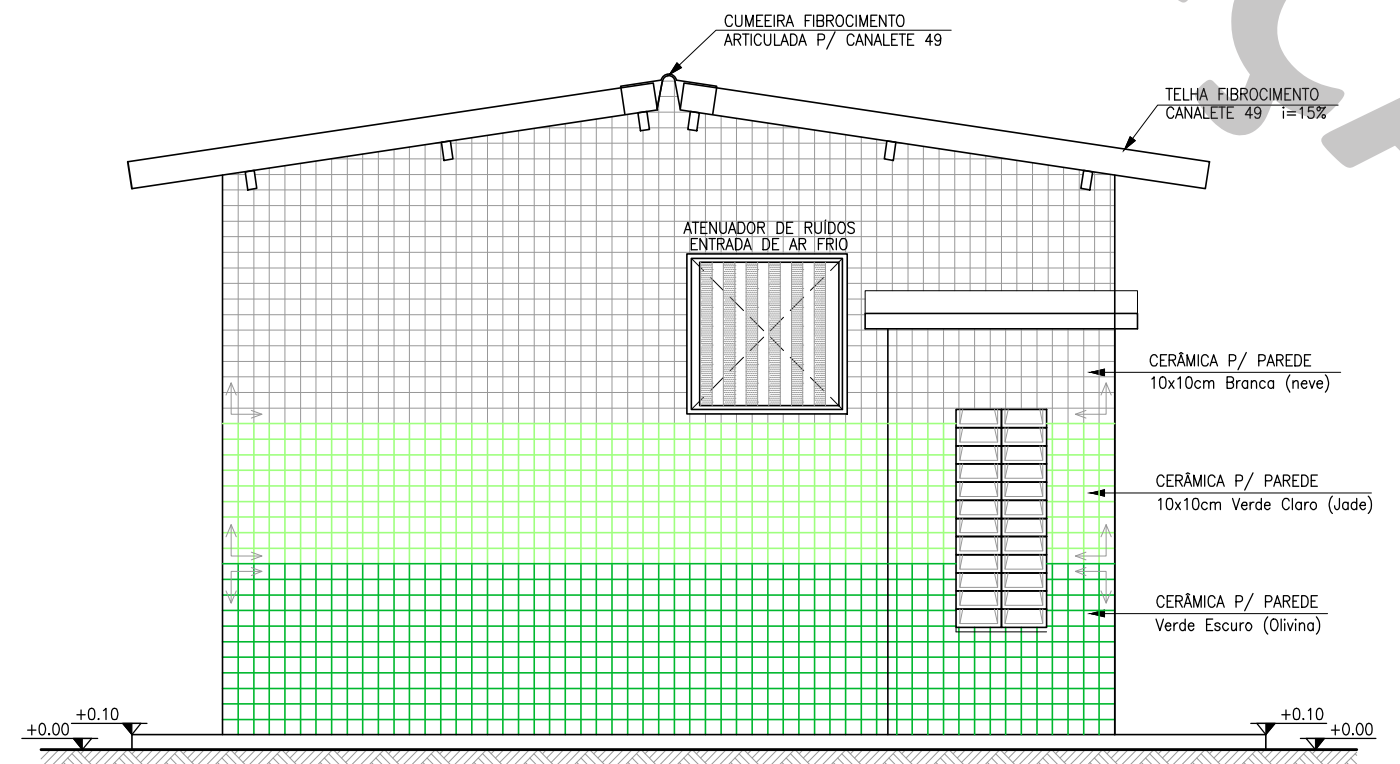 CUMEEIRA FIBROCIMENTO
ARTICULADA P/ CANALETE 49
TELHA FIBROCIMENTO
CANALETE 49 i=15%
ATENUADOR DE RUÍDOS
ENTRADA DE AR FRIO
CERÂMICA P/ PAREDE
10x10cm Branca (neve)
CERÂMICA P/ PAREDE
10x10cm Verde Claro (Jade)
CERÂMICA P/ PAREDE
Verde Escuro (Olivina)
+0.10
+0.00
+0.10
+0.00